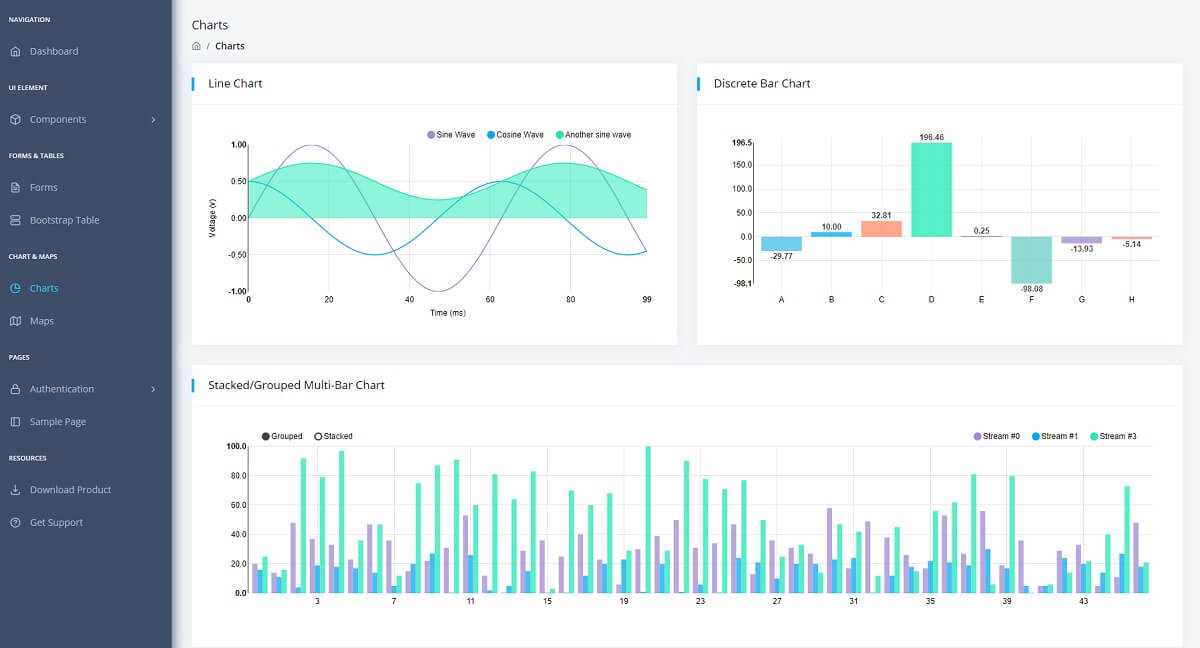 NAVIGATION
Dashboard
UI ELEMENT
Components
FORMS & TABLES
Forms
Bootstrap Table
CHART & MAPS
Charts
Maps
PAGES
Authentication
Sample Page
RESOURCES
Download Product
Get Support
Charts
/ Charts
Line Chart
Sine Wave Cosine Wave Another sine wave
Voltage (v)
1.00
0.50
0.00
-0.50
-1.00
0 20 40 60 80 99
Time (ms)
Discrete Bar Chart
196.5
150.0
100.0
50.0
0.0
-50.0
-98.1
-29.77
10.00
32.81
196.46
0.25
-98.08
-13.93
-5.14
A B C D E F G H
Stacked/Grouped Multi-Bar Chart
Grouped Stacked
Stream #0 Stream #1 Stream #3
100.0
80.0
60.0
40.0
20.0
0.0
3 7 11 15 19 23 27 31 35 39 43